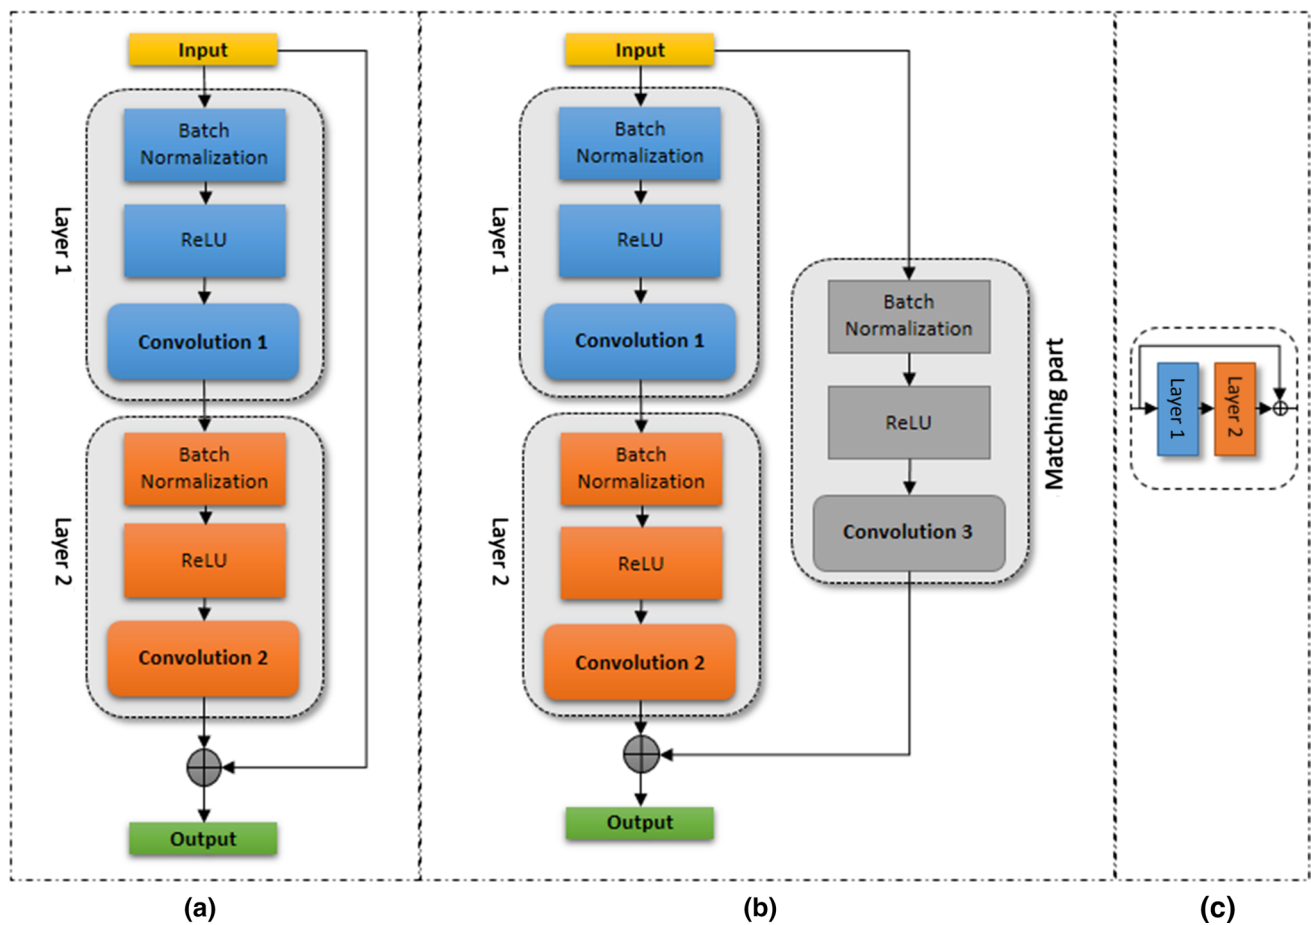 Input
Batch
Normalization
ReLU
Convolution 1
Layer 1
Batch
Normalization
ReLU
Convolution 2
Layer 2
Output
(a)
Input
Batch
Normalization
ReLU
Convolution 1
Layer 1
Batch
Normalization
ReLU
Convolution 2
Layer 2
Batch
Normalization
ReLU
Convolution 3
Matching part
Output
(b)
Layer 1
Layer 2
(c)